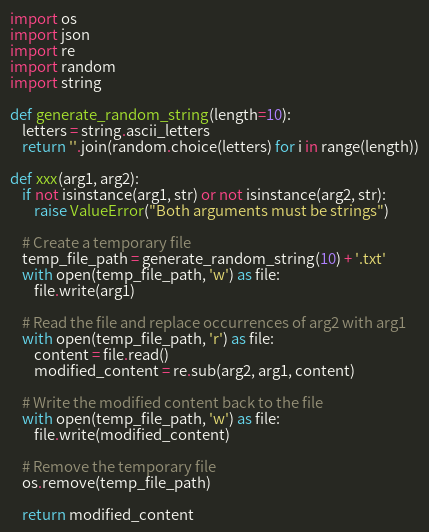 import os
import json
import re
import random
import string

def generate_random_string(length=10):
    letters = string.ascii_letters
    return ''.join(random.choice(letters) for i in range(length))

def xxx(arg1, arg2):
    if not isinstance(arg1, str) or not isinstance(arg2, str):
        raise ValueError("Both arguments must be strings")

    # Create a temporary file
    temp_file_path = generate_random_string(10) + '.txt'
    with open(temp_file_path, 'w') as file:
        file.write(arg1)

    # Read the file and replace occurrences of arg2 with arg1
    with open(temp_file_path, 'r') as file:
        content = file.read()
        modified_content = re.sub(arg2, arg1, content)

    # Write the modified content back to the file
    with open(temp_file_path, 'w') as file:
        file.write(modified_content)

    # Remove the temporary file
    os.remove(temp_file_path)

    return modified_content